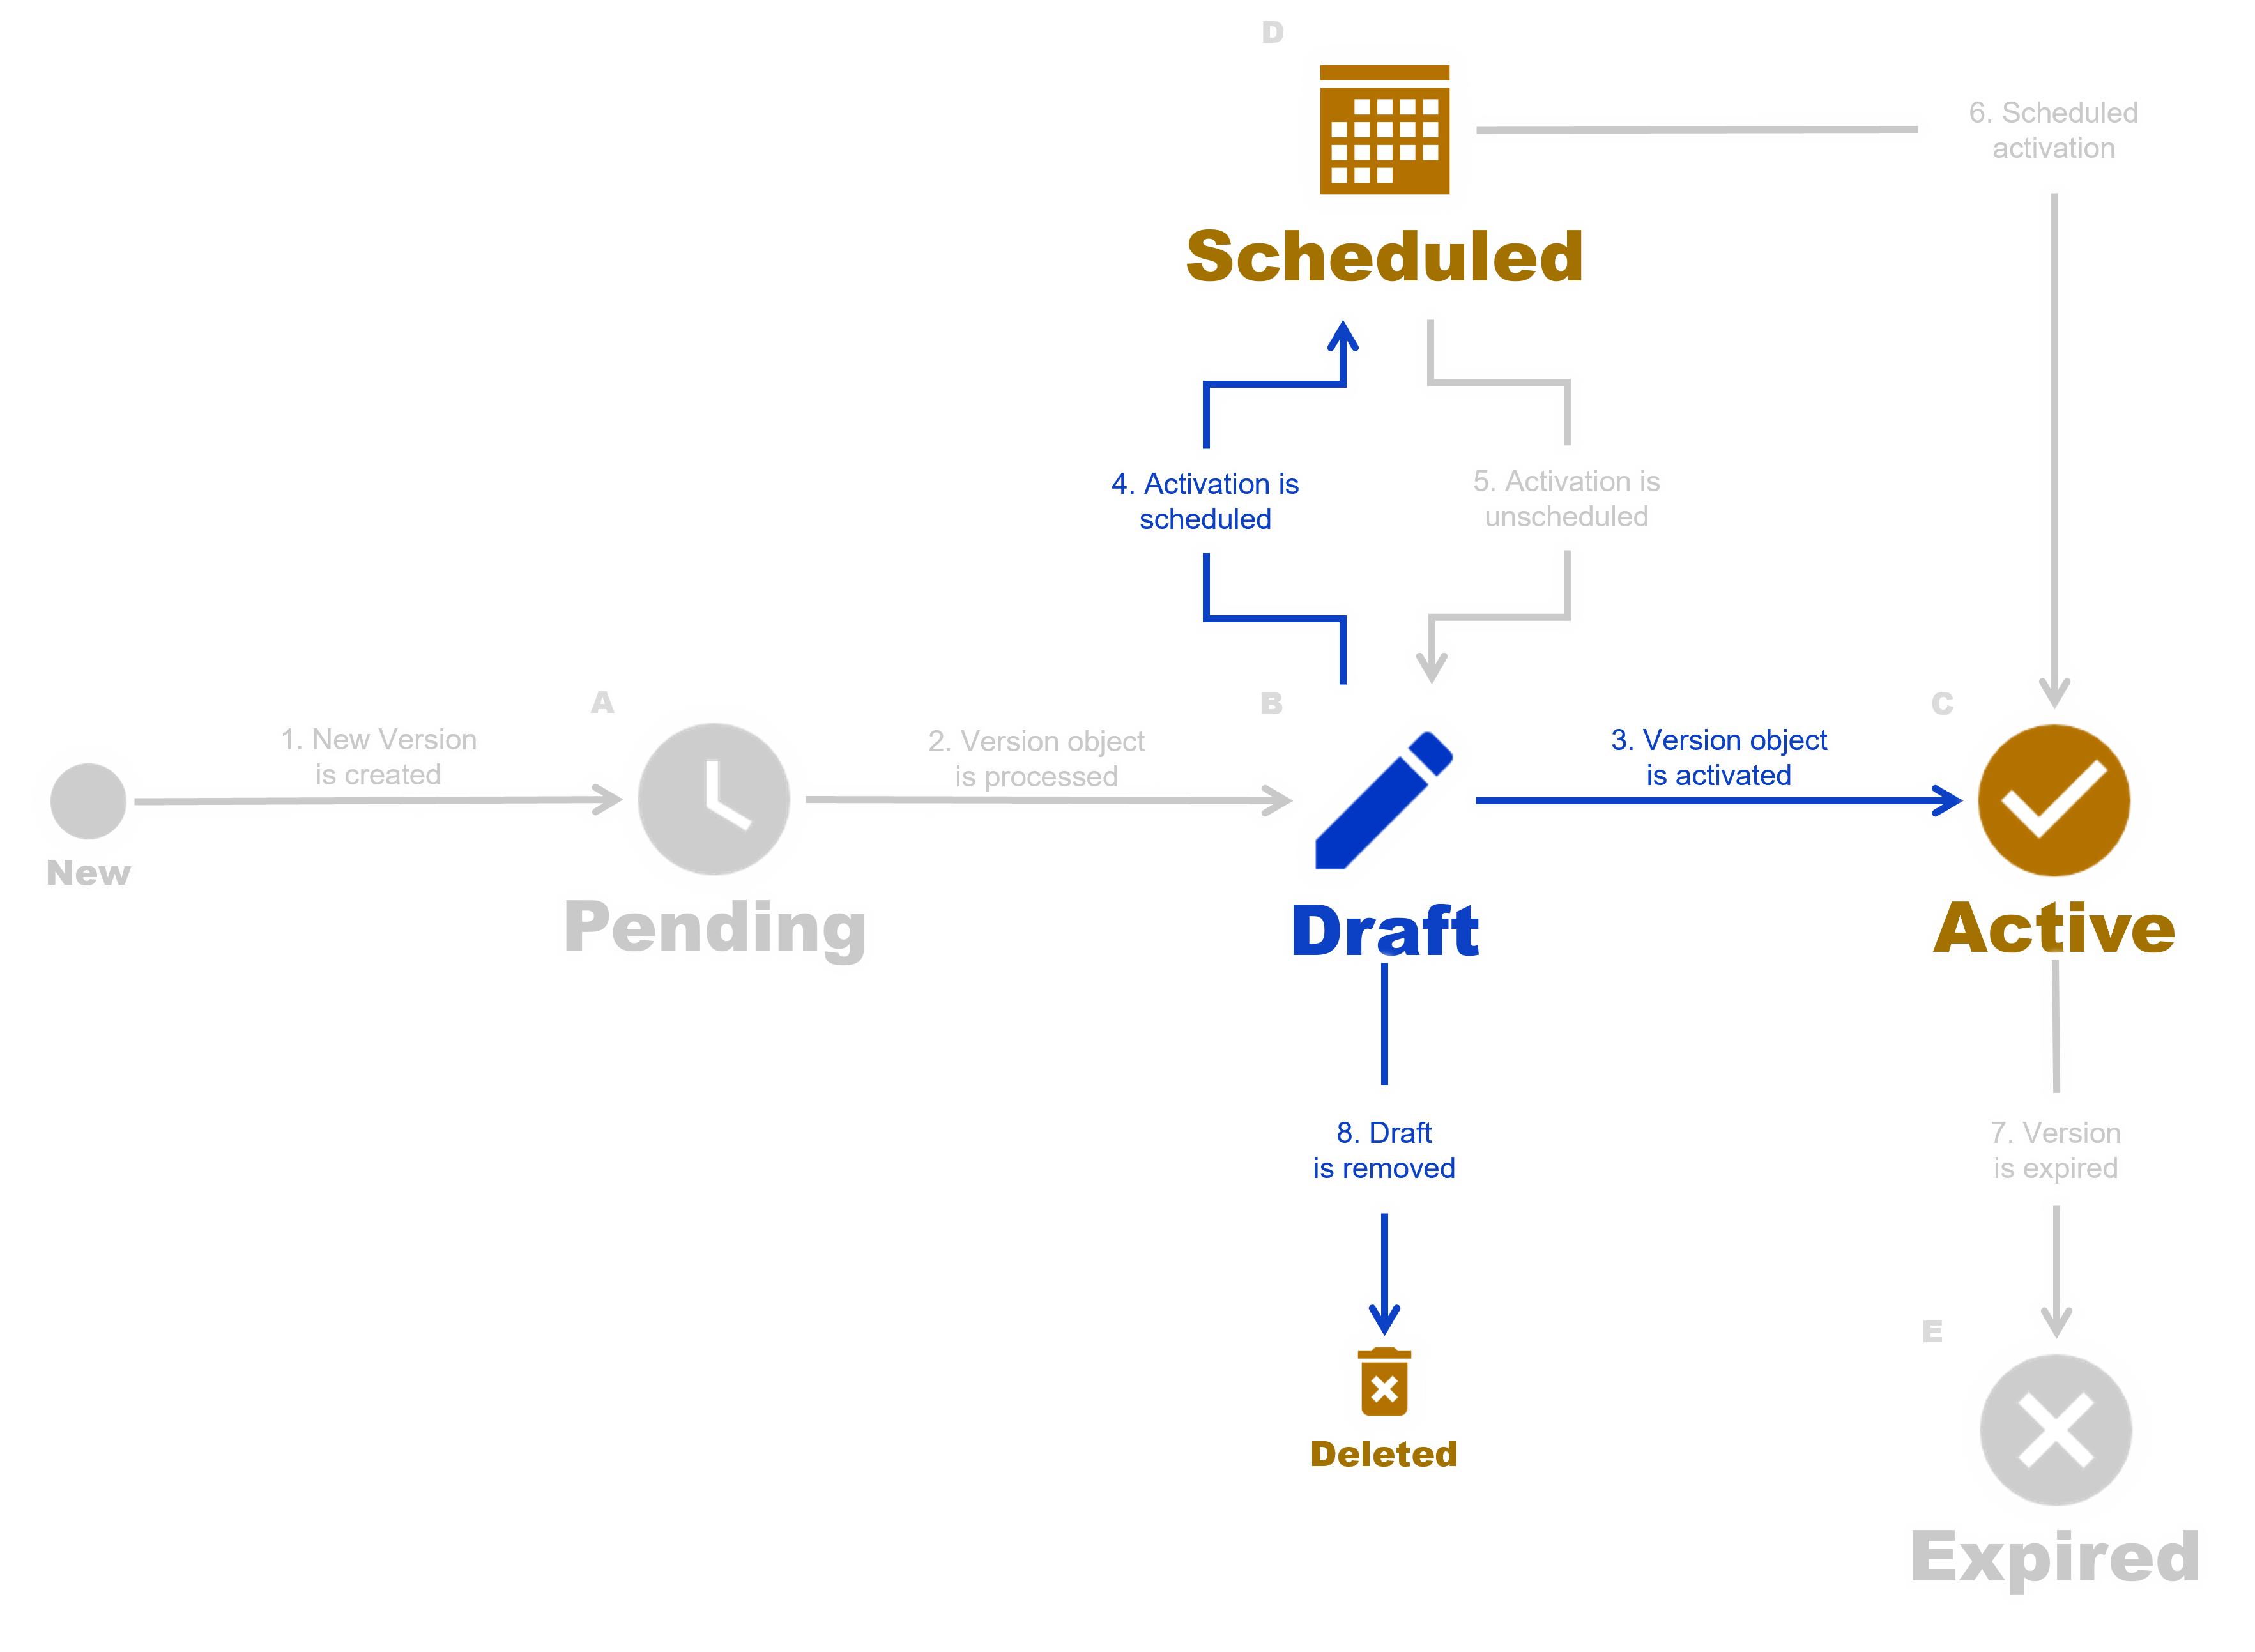 D
Scheduled
6. Scheduled
activation
4. Activation is
scheduled
5. Activation is
unscheduled
New
1. New Version
is created
A
Pending
2. Version object
is processed
B
Draft
3. Version object
is activated
C
Active
8. Draft
is removed
Deleted
7. Version
is expired
E
Expired